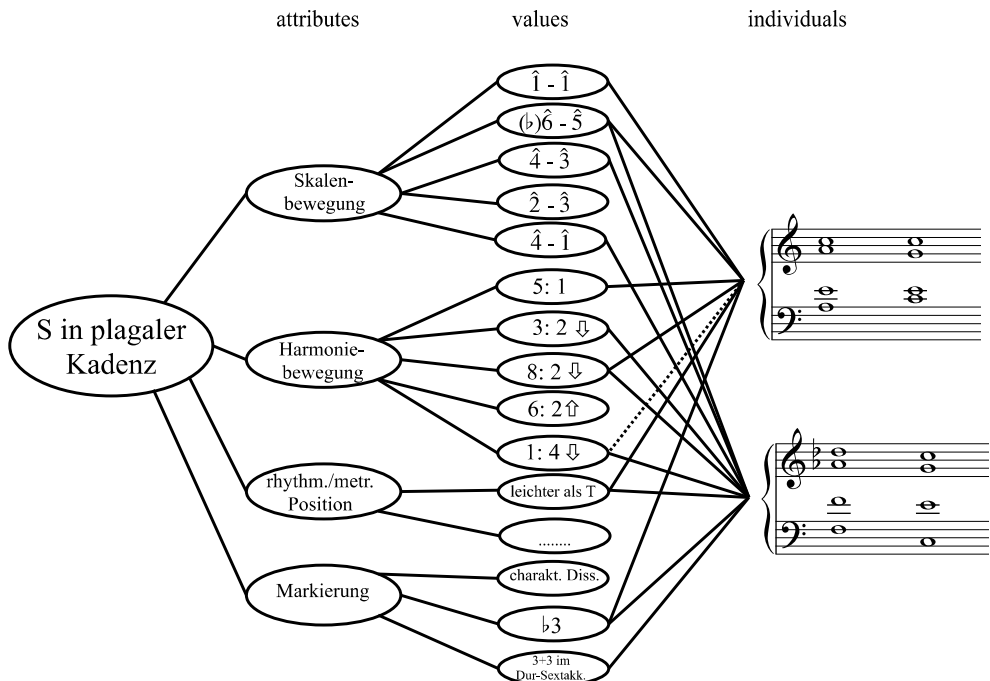 attributes values individuals
1̂ - 1̂
(♭)6̂ - 5̂
4̂ - 3̂
2̂ - 3̂
4̂ - 1̂
Skalen-
bewegung
5: 1
3: 2 ⇩
8: 2 ⇩
6: 2⇧
1: 4 ⇩
S in plagaler
Kadenz
Harmonie-
bewegung
leichter als T
........
rhythm./metr.
Position
charakt. Diss.
♭3
3+3 im
Dur-Sextakk.
Markierung